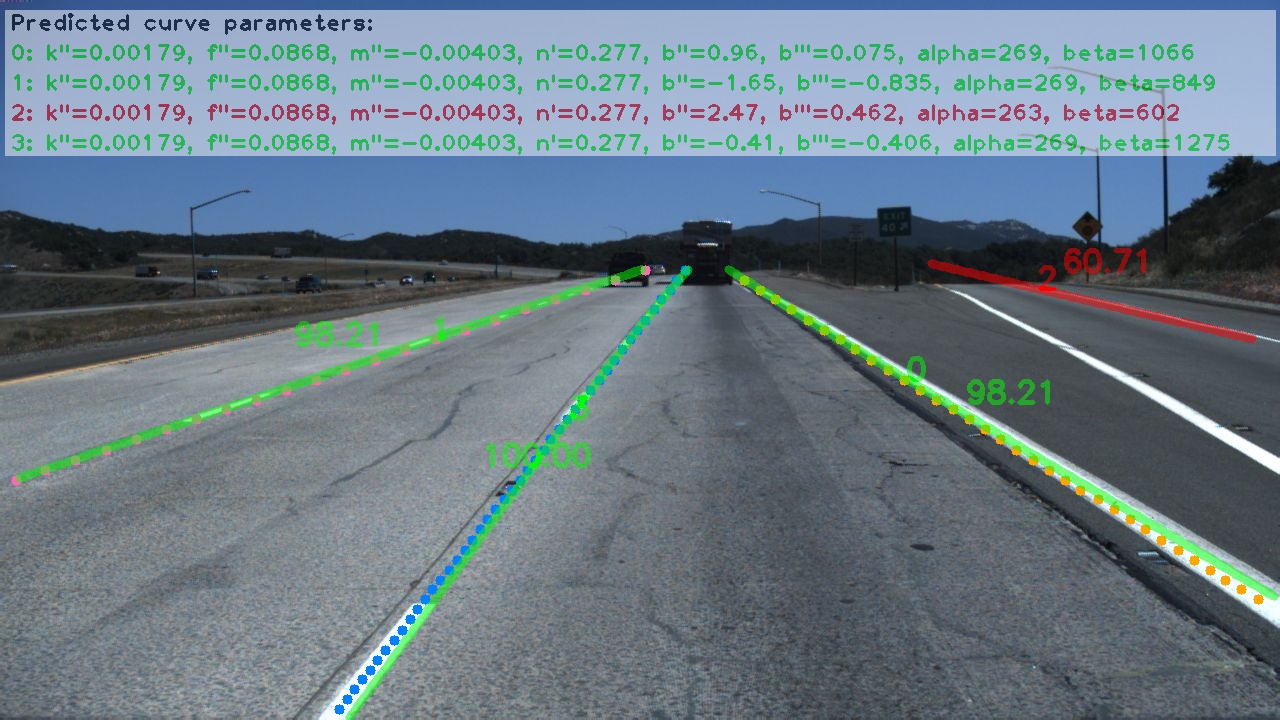 Predicted curve parameters:
0: k''=0.00179, f''=0.0868, m''=-0.00403, n'=0.277, b''=0.96, b'''=0.075, alpha=269, beta=1066
1: k''=0.00179, f''=0.0868, m''=-0.00403, n'=0.277, b''=-1.65, b'''=-0.835, alpha=269, beta=849
2: k''=0.00179, f''=0.0868, m''=-0.00403, n'=0.277, b''=2.47, b'''=0.462, alpha=263, beta=602
3: k''=0.00179, f''=0.0868, m''=-0.00403, n'=0.277, b''=-0.41, b'''=-0.406, alpha=269, beta=1275
EXIT
40
2 60.71
98.21 1
0
98.21
3
100.00